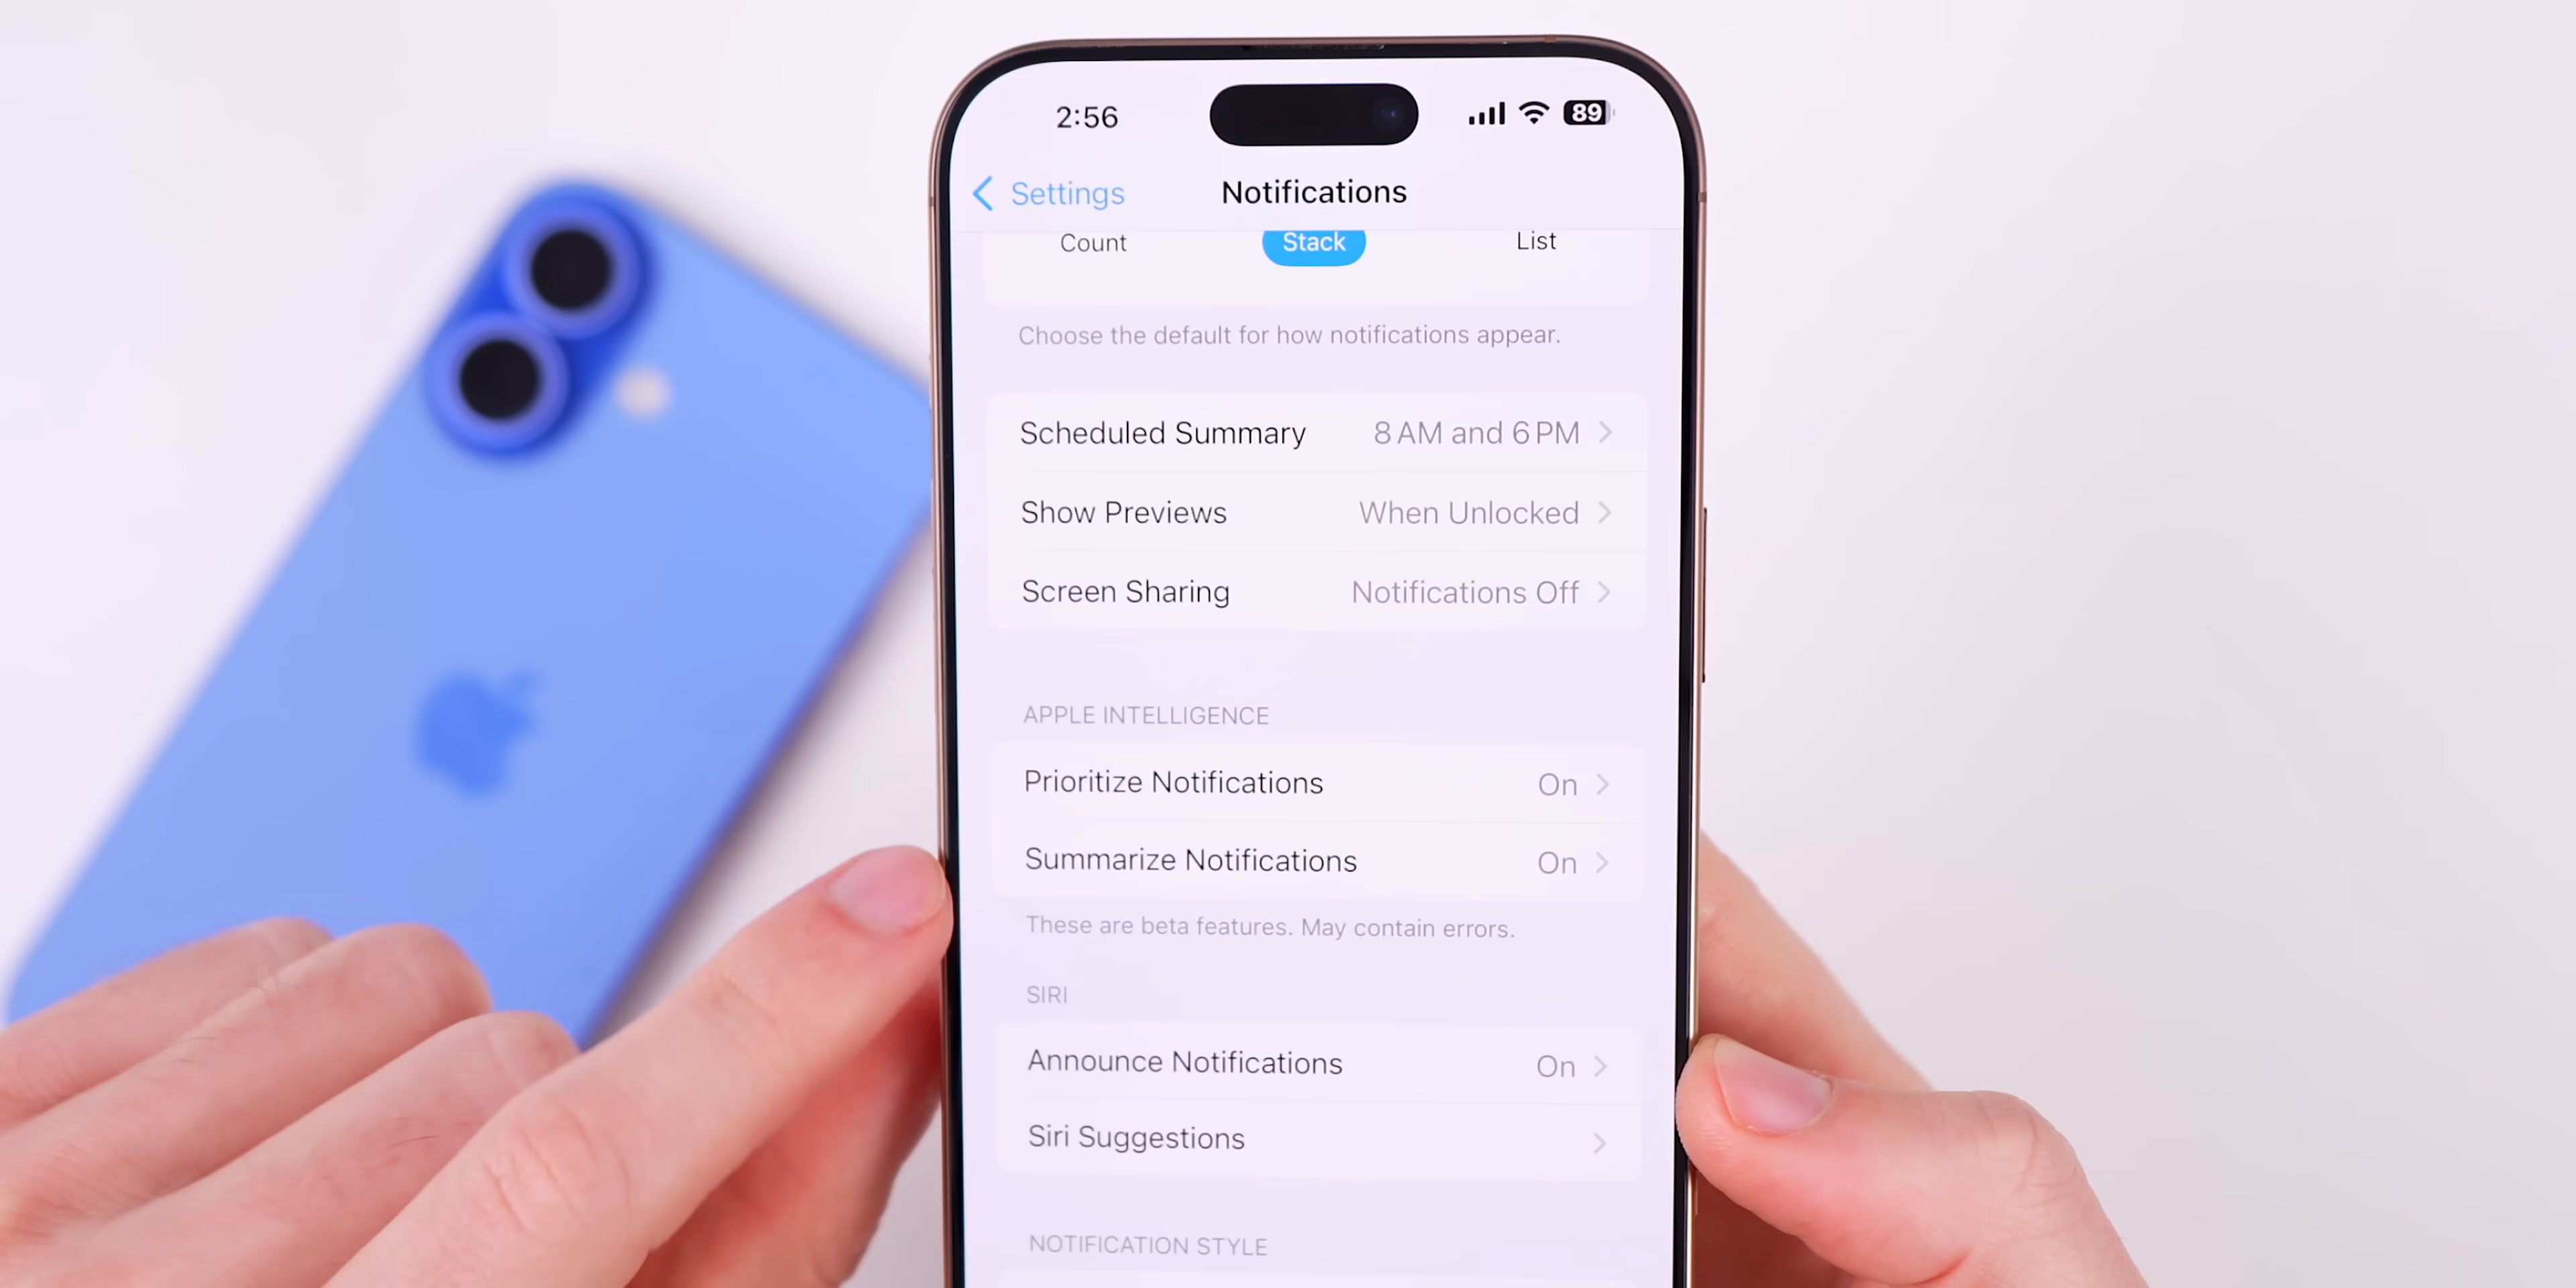 2:56
89
Settings
Notifications
Count Stack List
Choose the default for how notifications appear.
Scheduled Summary 8 AM and 6 PM
Show Previews When Unlocked
Screen Sharing Notifications Off
APPLE INTELLIGENCE
Prioritize Notifications On
Summarize Notifications On
These are beta features. May contain errors.
SIRI
Announce Notifications On
Siri Suggestions
NOTIFICATION STYLE